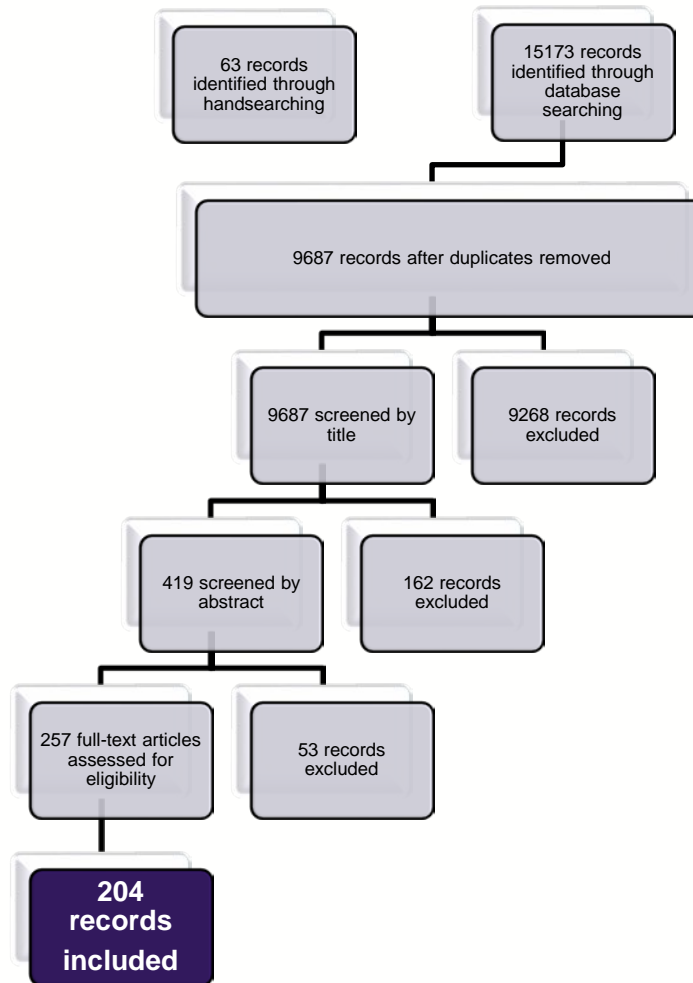 63 records
identified through
handsearching
15173 records
identified through
database
searching
9687 records after duplicates removed
9687 screened by
title
9268 records
excluded
419 screened by
abstract
162 records
excluded
257 full-text articles
assessed for
eligibility
53 records
excluded
204
records
included